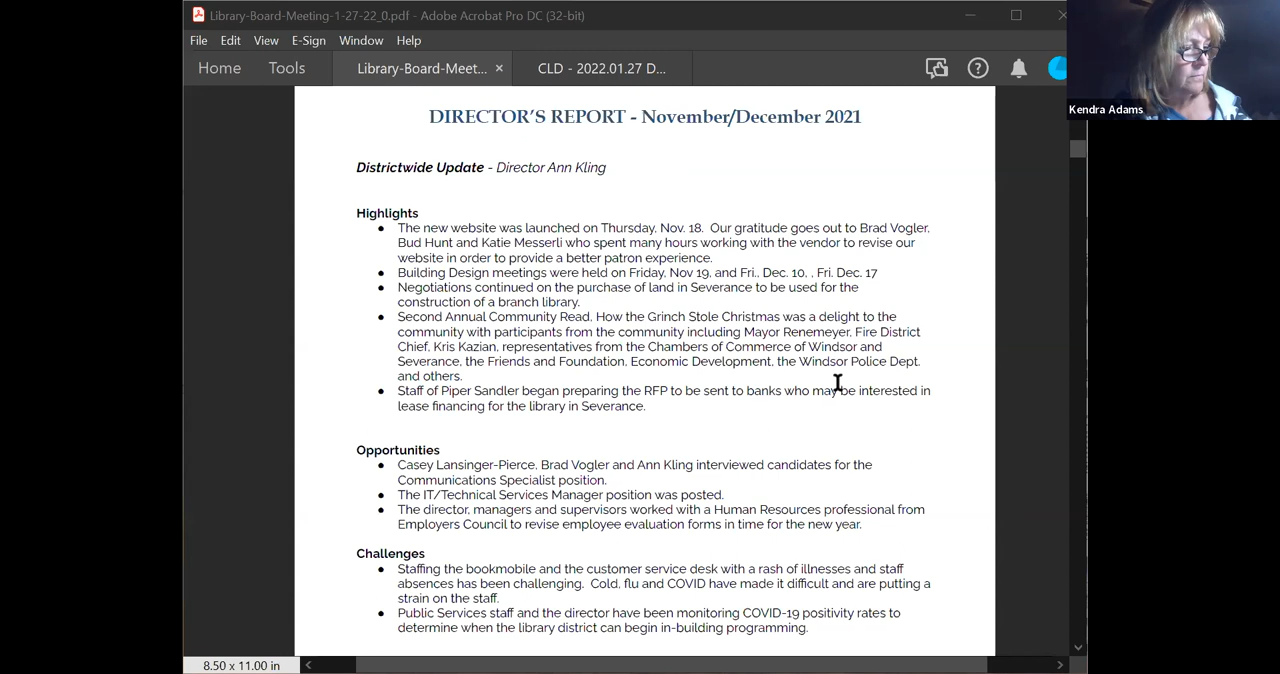 Library-Board-Meeting-1-27-22_0.pdf - Adobe Acrobat Pro DC (32-bit)
File Edit View E-Sign Window Help
Home Tools Library-Board-Meet... × CLD - 2022.01.27 D...
Kendra Adams
DIRECTOR'S REPORT - November/December 2021
Districtwide Update - Director Ann Kling
Highlights
● The new website was launched on Thursday, Nov. 18. Our gratitude goes out to Brad Vogler,
Bud Hunt and Katie Messerli who spent many hours working with the vendor to revise our
website in order to provide a better patron experience.
● Building Design meetings were held on Friday, Nov 19, and Fri., Dec. 10, , Fri. Dec. 17
● Negotiations continued on the purchase of land in Severance to be used for the
construction of a branch library.
● Second Annual Community Read, How the Grinch Stole Christmas was a delight to the
community with participants from the community including Mayor Renemeyer, Fire District
Chief, Kris Kazian, representatives from the Chambers of Commerce of Windsor and
Severance, the Friends and Foundation, Economic Development, the Windsor Police Dept.
and others.
● Staff of Piper Sandler began preparing the RFP to be sent to banks who may be interested in
lease financing for the library in Severance.
Opportunities
● Casey Lansinger-Pierce, Brad Vogler and Ann Kling interviewed candidates for the
Communications Specialist position.
● The IT/Technical Services Manager position was posted.
● The director, managers and supervisors worked with a Human Resources professional from
Employers Council to revise employee evaluation forms in time for the new year.
Challenges
● Staffing the bookmobile and the customer service desk with a rash of illnesses and staff
absences has been challenging. Cold, flu and COVID have made it difficult and are putting a
strain on the staff.
● Public Services staff and the director have been monitoring COVID-19 positivity rates to
determine when the library district can begin in-building programming.
8.50 x 11.00 in